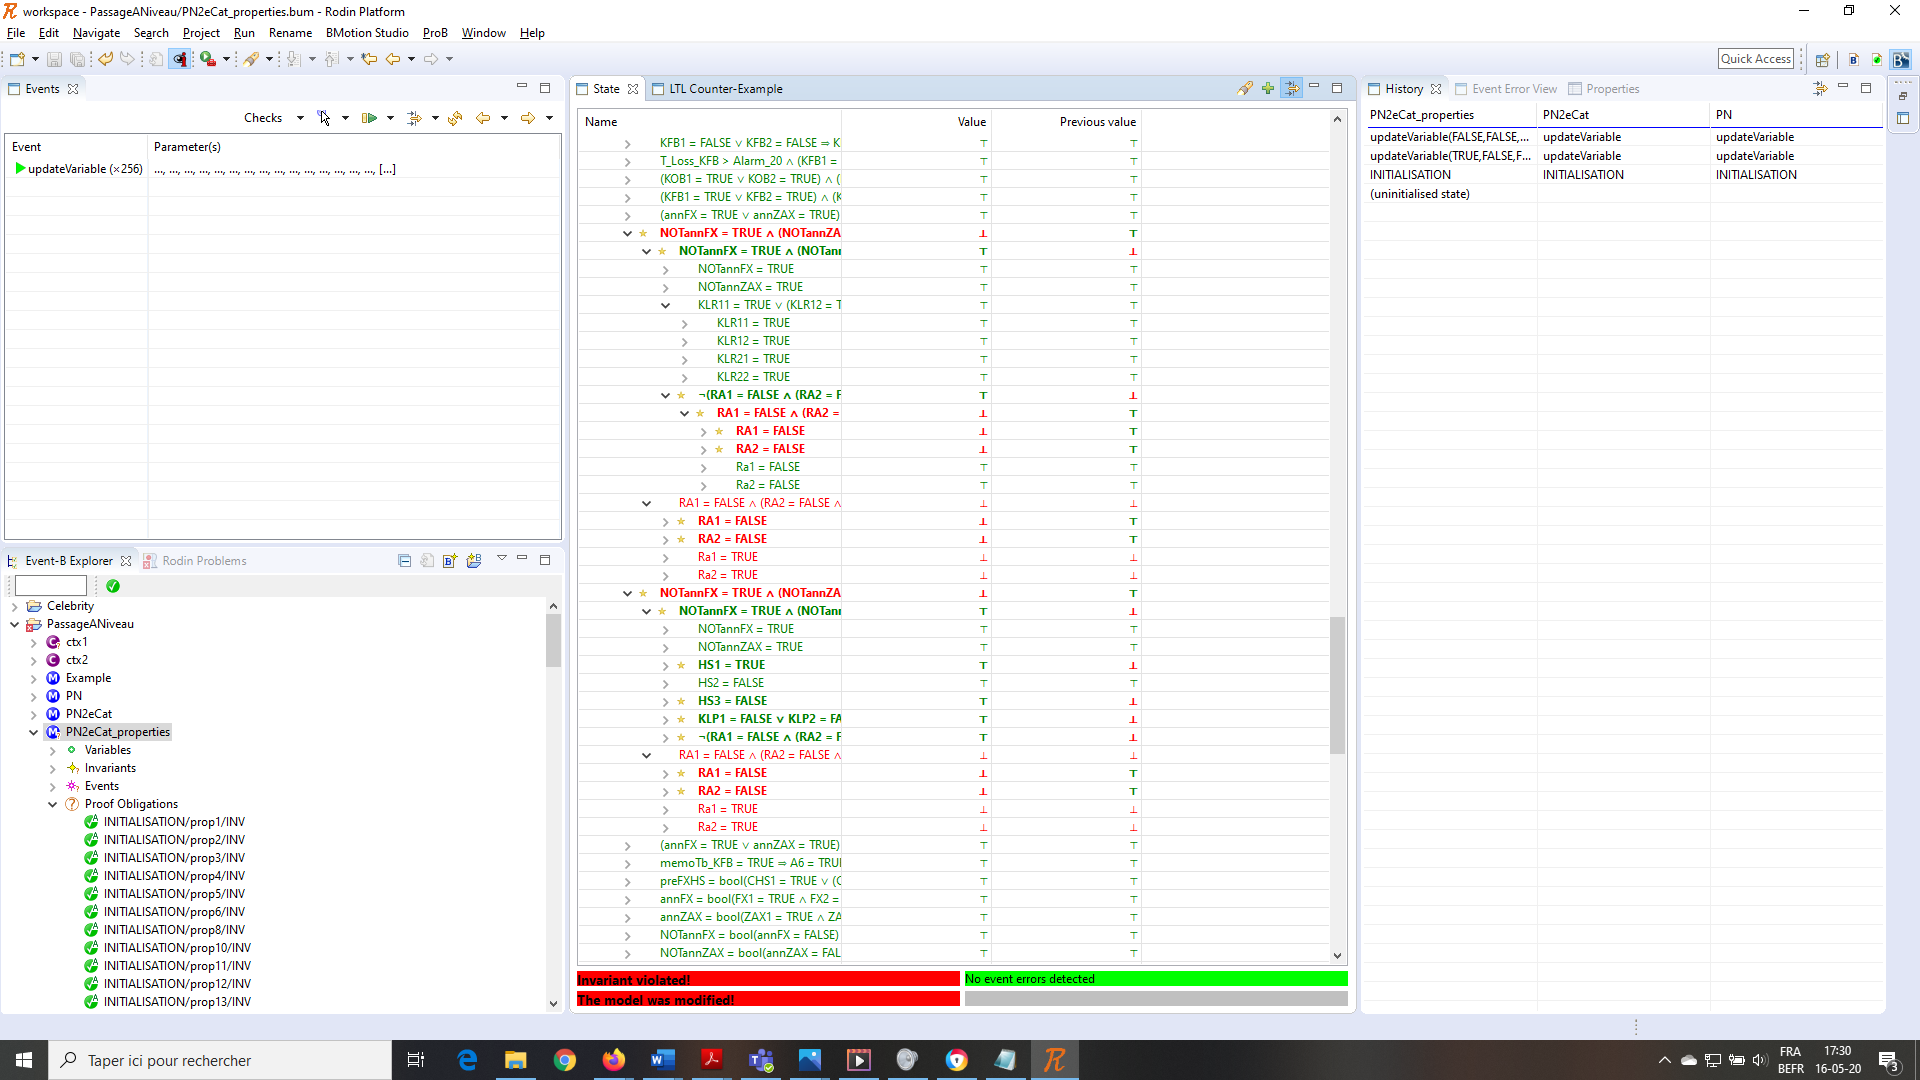 workspace - PassageANiveau/PN2eCat_properties.bum - Rodin Platform
File Edit Navigate Search Project Run Rename BMotion Studio ProB Window Help
Quick Access
Events
Checks
Event Parameter(s)
updateVariable (×256) ..., ..., ..., ..., ..., ..., ..., ..., ..., ..., ..., ..., ..., ..., ..., [...]
Event-B Explorer Rodin Problems
Celebrity
PassageANiveau
ctx1
ctx2
Example
PN
PN2eCat
PN2eCat_properties
Variables
Invariants
Events
Proof Obligations
INITIALISATION/prop1/INV
INITIALISATION/prop2/INV
INITIALISATION/prop3/INV
INITIALISATION/prop4/INV
INITIALISATION/prop5/INV
INITIALISATION/prop6/INV
INITIALISATION/prop8/INV
INITIALISATION/prop10/INV
INITIALISATION/prop11/INV
INITIALISATION/prop12/INV
INITIALISATION/prop13/INV
State LTL Counter-Example
Name Value Previous value
KFB1 = FALSE ∨ KFB2 = FALSE ⇒ K ⊤ ⊤
T_Loss_KFB > Alarm_20 ∧ (KFB1 = ⊤ ⊤
(KOB1 = TRUE ∨ KOB2 = TRUE) ∧ ( ⊤ ⊤
(KFB1 = TRUE ∨ KFB2 = TRUE) ∧ (K ⊤ ⊤
(annFX = TRUE ∨ annZAX = TRUE) ⊤ ⊤
NOTannFX = TRUE ∧ (NOTannZA ⊥ ⊤
NOTannFX = TRUE ∧ (NOTann ⊤ ⊥
NOTannFX = TRUE ⊤ ⊤
NOTannZAX = TRUE ⊤ ⊤
KLR11 = TRUE ∨ (KLR12 = T ⊤ ⊤
KLR11 = TRUE ⊤ ⊤
KLR12 = TRUE ⊤ ⊤
KLR21 = TRUE ⊤ ⊤
KLR22 = TRUE ⊤ ⊤
¬(RA1 = FALSE ∧ (RA2 = F ⊤ ⊥
RA1 = FALSE ∧ (RA2 = ⊥ ⊤
RA1 = FALSE ⊥ ⊤
RA2 = FALSE ⊥ ⊤
Ra1 = FALSE ⊤ ⊤
Ra2 = FALSE ⊤ ⊤
RA1 = FALSE ∧ (RA2 = FALSE ∧ ⊥ ⊥
RA1 = FALSE ⊥ ⊤
RA2 = FALSE ⊥ ⊤
Ra1 = TRUE ⊥ ⊥
Ra2 = TRUE ⊥ ⊥
NOTannFX = TRUE ∧ (NOTannZA ⊥ ⊤
NOTannFX = TRUE ∧ (NOTann ⊤ ⊥
NOTannFX = TRUE ⊤ ⊤
NOTannZAX = TRUE ⊤ ⊤
HS1 = TRUE ⊤ ⊥
HS2 = FALSE ⊤ ⊤
HS3 = FALSE ⊤ ⊥
KLP1 = FALSE ∨ KLP2 = FA ⊤ ⊥
¬(RA1 = FALSE ∧ (RA2 = F ⊤ ⊥
RA1 = FALSE ∧ (RA2 = FALSE ∧ ⊥ ⊥
RA1 = FALSE ⊥ ⊤
RA2 = FALSE ⊥ ⊤
Ra1 = TRUE ⊥ ⊥
Ra2 = TRUE ⊥ ⊥
(annFX = TRUE ∨ annZAX = TRUE) ⊤ ⊤
memoTb_KFB = TRUE ⇒ A6 = TRUI ⊤ ⊤
preFXHS = bool(CHS1 = TRUE ∨ (C ⊤ ⊤
annFX = bool(FX1 = TRUE ∧ FX2 = ⊤ ⊤
annZAX = bool(ZAX1 = TRUE ∧ ZA ⊤ ⊤
NOTannFX = bool(annFX = FALSE) ⊤ ⊤
NOTannZAX = bool(annZAX = FAL ⊤ ⊤
Invariant violated! No event errors detected
The model was modified!
History Event Error View Properties
PN2eCat_properties PN2eCat PN
updateVariable(FALSE,FALSE,... updateVariable updateVariable
updateVariable(TRUE,FALSE,F... updateVariable updateVariable
INITIALISATION INITIALISATION INITIALISATION
(uninitialised state)
Taper ici pour rechercher
FRA
BEFR
17:30
16-05-20
3